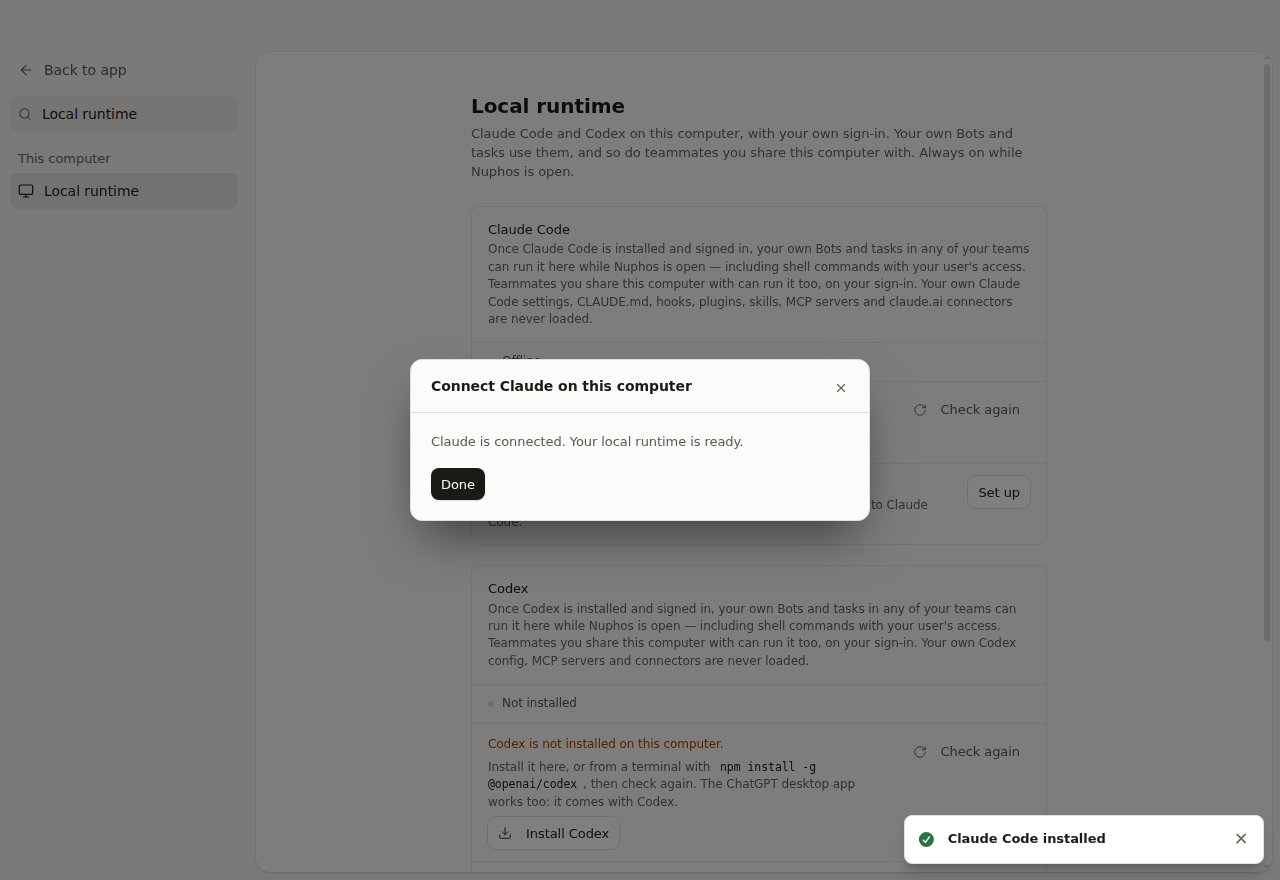 Back to app
Local runtime
This computer
Local runtime
Local runtime
Claude Code and Codex on this computer, with your own sign-in. Your own Bots and
tasks use them, and so do teammates you share this computer with. Always on while
Nuphos is open.
Claude Code
Once Claude Code is installed and signed in, your own Bots and tasks in any of your teams
can run it here while Nuphos is open — including shell commands with your user's access.
Teammates you share this computer with can run it too, on your sign-in. Your own Claude
Code settings, CLAUDE.md, hooks, plugins, skills, MCP servers and claude.ai connectors
are never loaded.
Offline
Connect Claude on this computer
Check again
Claude is connected. Your local runtime is ready.
Done
Set up
to Claude
Code.
Codex
Once Codex is installed and signed in, your own Bots and tasks in any of your teams can
run it here while Nuphos is open — including shell commands with your user's access.
Teammates you share this computer with can run it too, on your sign-in. Your own Codex
config, MCP servers and connectors are never loaded.
Not installed
Codex is not installed on this computer.
Check again
Install it here, or from a terminal with npm install -g
@openai/codex , then check again. The ChatGPT desktop app
works too: it comes with Codex.
Install Codex
Claude Code installed